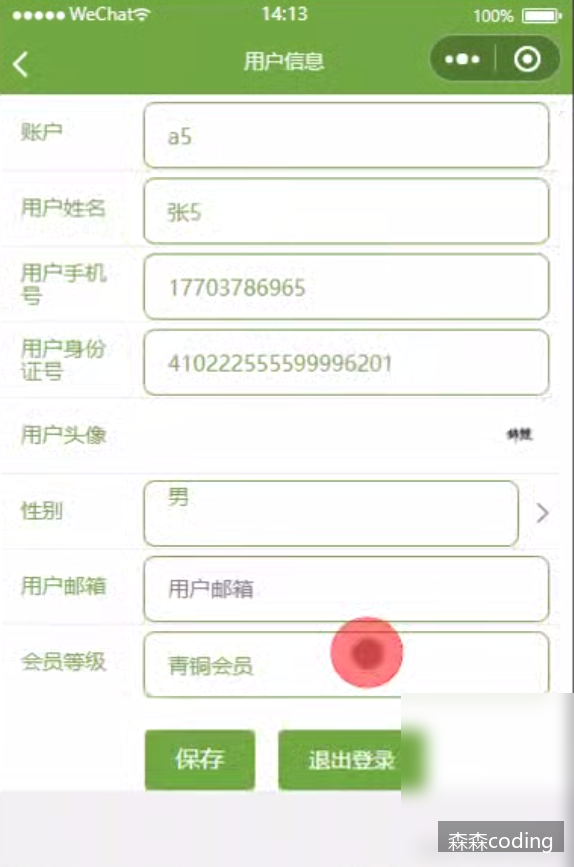 WeChat 14:13 100%
用户信息
账户 a5
用户姓名 张5
用户手机
号 17703786965
用户身份
证号 410222555599996201
用户头像
性别 男
用户邮箱 用户邮箱
会员等级 青铜会员
保存 退出登录
森森coding